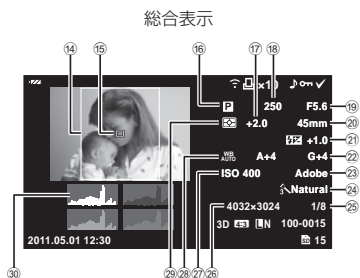 総合表示
⑭ ⑮ ⑯ ⑰ ⑱
×10
P 250 F5.6 ⑲
+2.0 45mm ⑳
+1.0 ㉑
WB AUTO A+4 G+4 ㉒
ISO 400 Adobe ㉓
Natural ㉔
4032×3024 1/8 ㉕
3D 4:3 LN 100-0015
2011.05.01 12:30 SD 15
㉚ ㉙ ㉘ ㉗ ㉖